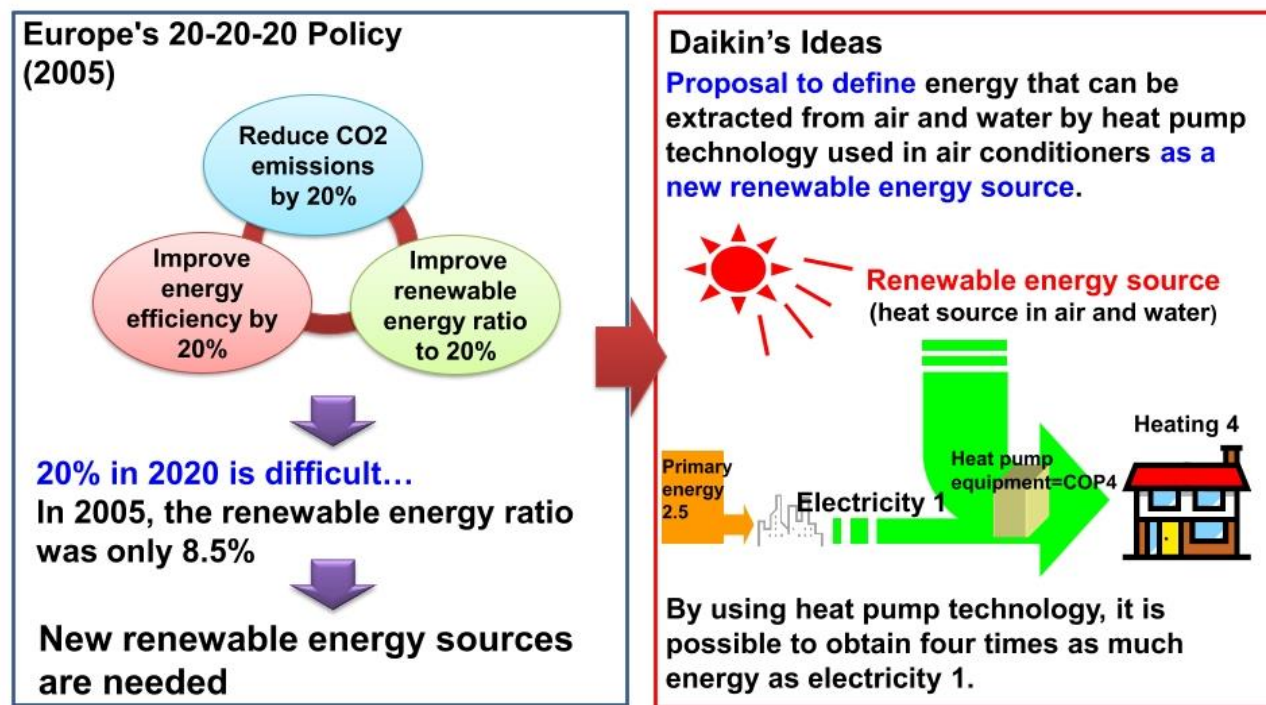 Europe's 20-20-20 Policy
(2005)
Reduce CO2
emissions
by 20%
Improve
energy
efficiency by
20%
Improve
renewable
energy ratio
to 20%
20% in 2020 is difficult…
In 2005, the renewable energy ratio
was only 8.5%
New renewable energy sources
are needed
Daikin’s Ideas
Proposal to define energy that can be
extracted from air and water by heat pump
technology used in air conditioners as a
new renewable energy source.
Renewable energy source
(heat source in air and water)
Primary
energy
2.5
Electricity 1
Heat pump
equipment=COP4
Heating 4
By using heat pump technology, it is
possible to obtain four times as much
energy as electricity 1.